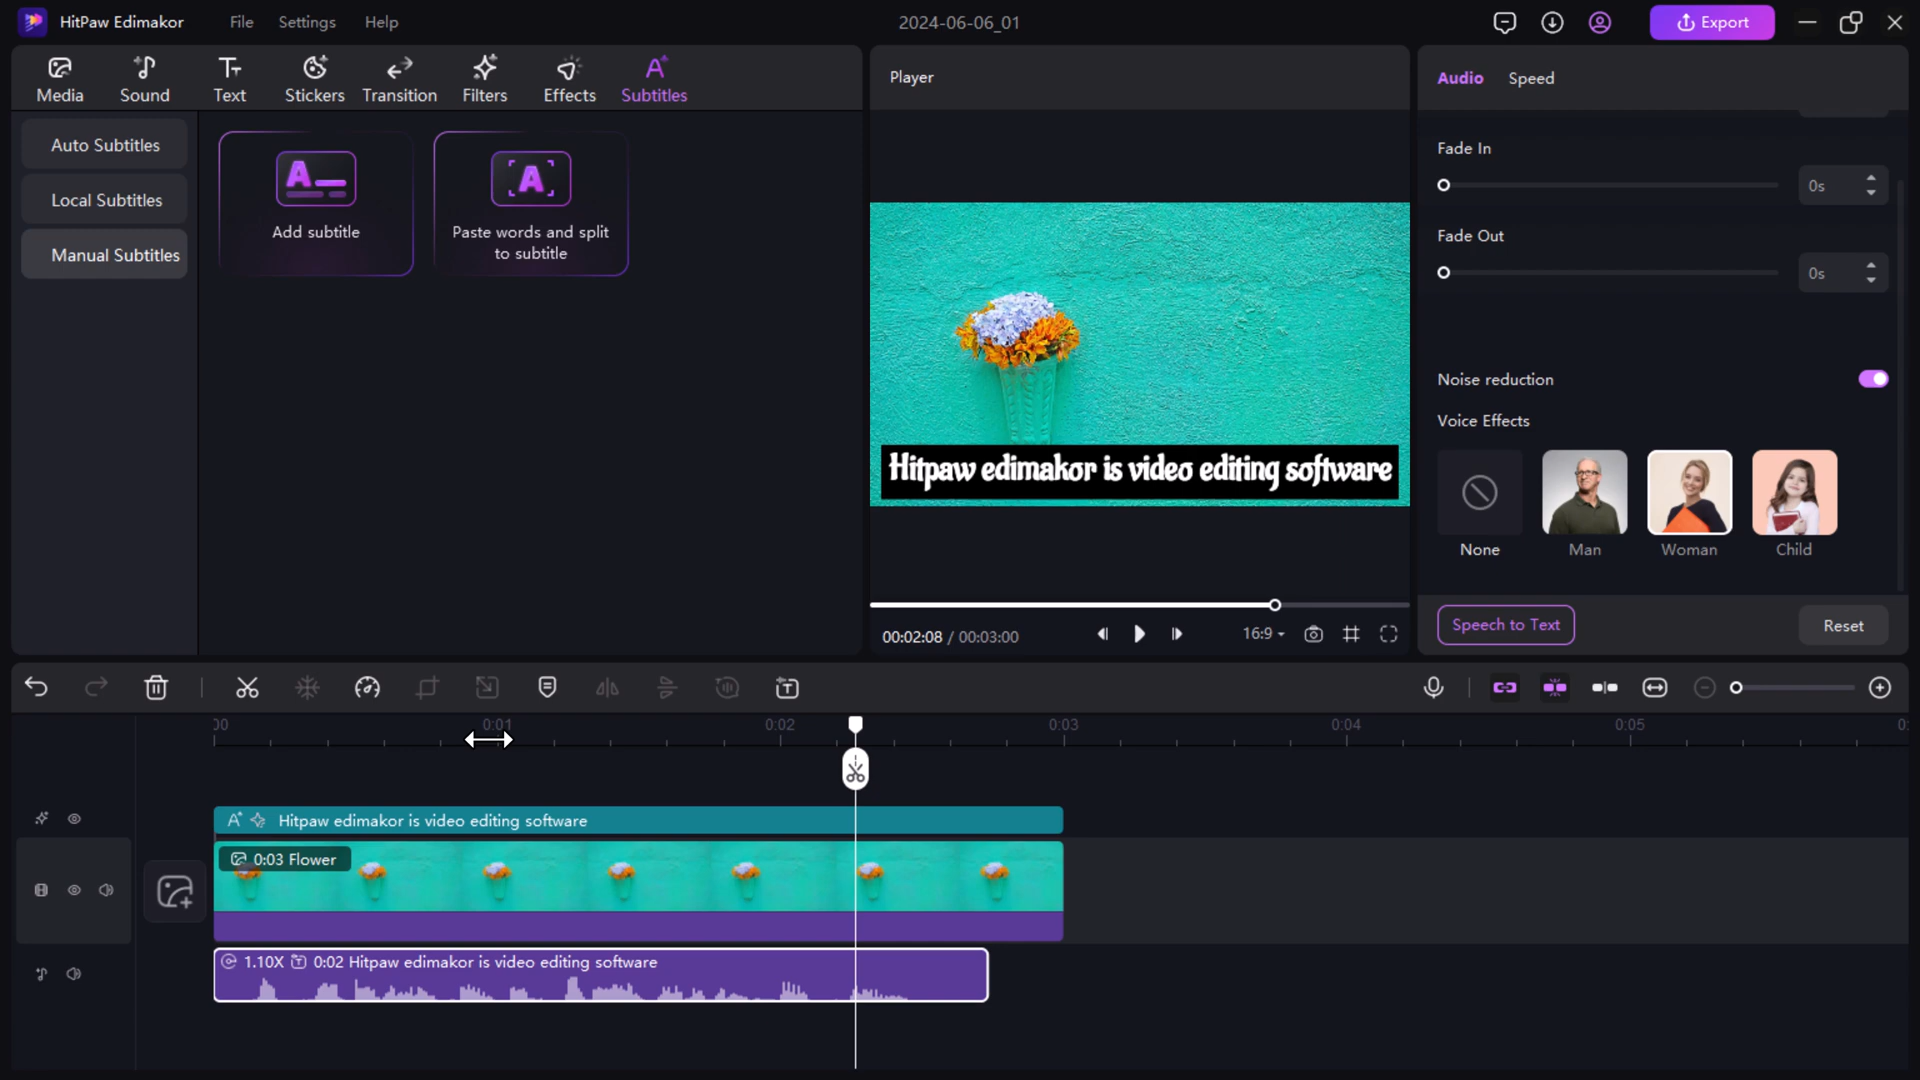 HitPaw Edimakor
File
Settings
Help
2024-06-06_01
Export
Media
Sound
Text
Stickers
Transition
Filters
Effects
Subtitles
Player
Audio
Speed
Auto Subtitles
Local Subtitles
Manual Subtitles
Add subtitle
Paste words and split
to subtitle
Fade In
0s
Fade Out
0s
Noise reduction
Voice Effects
None
Man
Woman
Child
Hitpaw edimakor is video editing software
00:02:08 / 00:03:00
16:9
Speech to Text
Reset
00
0:01
0:02
0:03
0:04
0:05
0:
Hitpaw edimakor is video editing software
0:03 Flower
1.10X 0:02 Hitpaw edimakor is video editing software